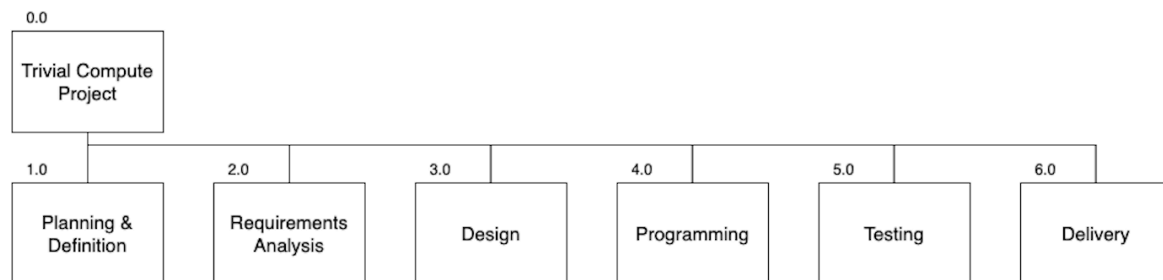 0.0
Trivial Compute
Project
1.0
Planning &
Definition
2.0
Requirements
Analysis
3.0
Design
4.0
Programming
5.0
Testing
6.0
Delivery